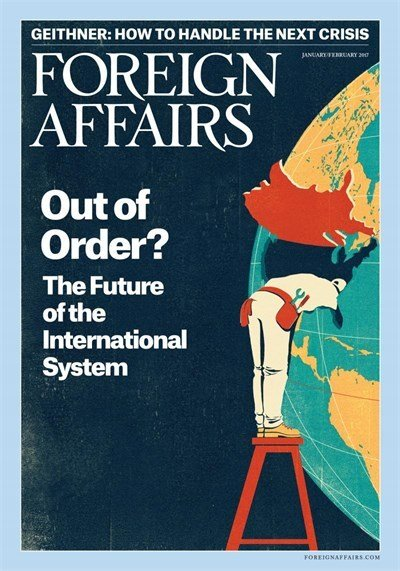 GEITHNER: HOW TO HANDLE THE NEXT CRISIS
JANUARY/FEBRUARY 2017
FOREIGN
AFFAIRS
Out of
Order?
The Future
of the
International
System
FOREIGNAFFAIRS.COM